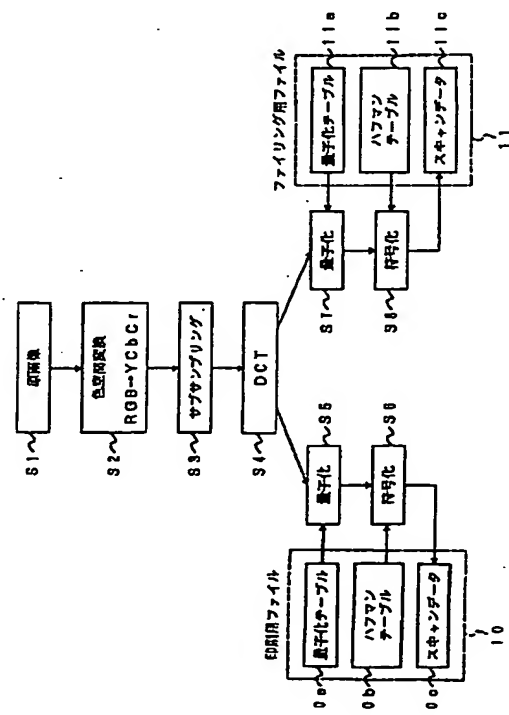 S1
原画像
S2
色空間変換
RGB→YCbCr
S3
サブサンプリング
S4
DCT
印刷用ファイル
0a
量子化テーブル
量子化
S5
0b
ハフマン
テーブル
符号化
S6
0c
スキャンデータ
10
ファイリング用ファイル
S7
量子化
量子化テーブル
11a
S8
符号化
ハフマン
テーブル
11b
スキャンデータ
11c
11